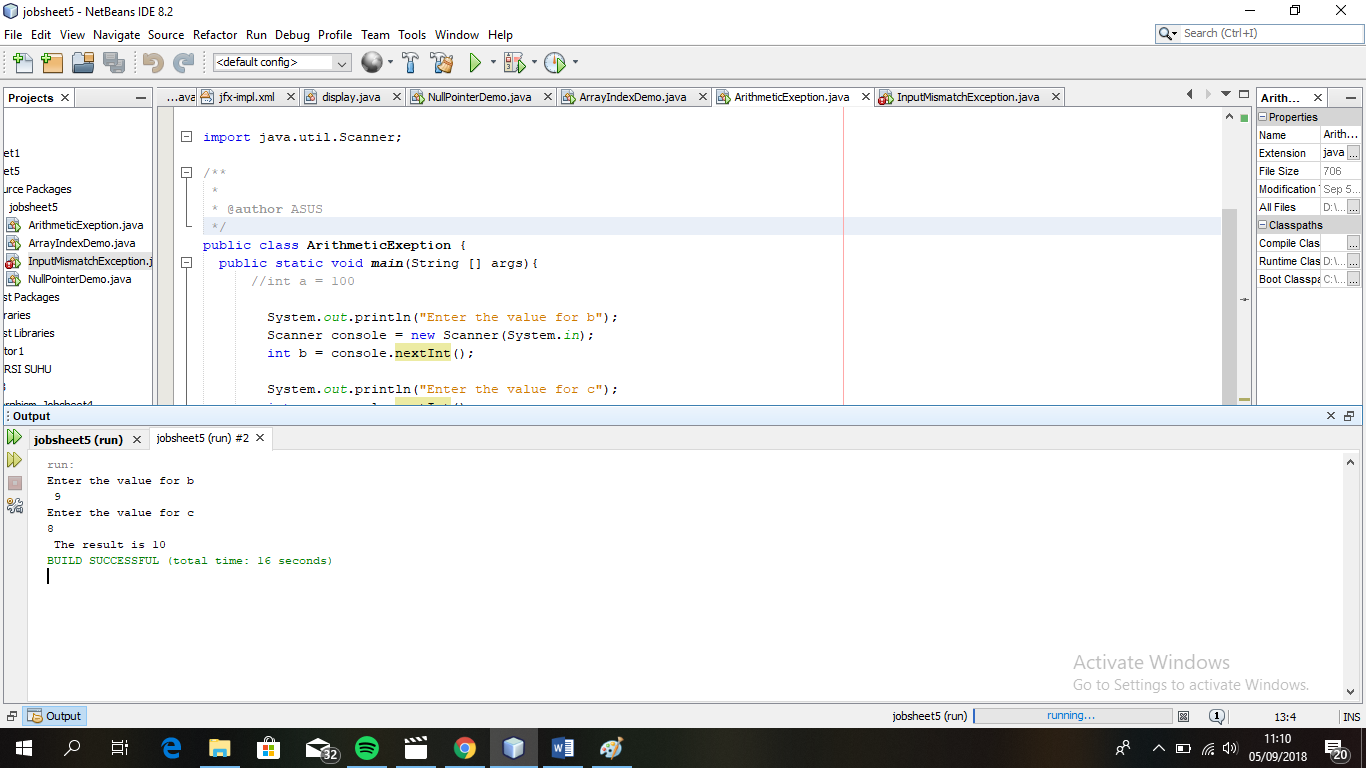 jobsheet5 - NetBeans IDE 8.2
File Edit View Navigate Source Refactor Run Debug Profile Team Tools Window Help
Search (Ctrl+I)
<default config>
Projects
...ava jfx-impl.xml display.java NullPointerDemo.java ArrayIndexDemo.java ArithmeticExeption.java InputMismatchException.java
et1
et5
urce Packages
jobsheet5
ArithmeticExeption.java
ArrayIndexDemo.java
InputMismatchException.j
NullPointerDemo.java
st Packages
raries
st Libraries
tor1
RSI SUHU
import java.util.Scanner;
/**
*
* @author ASUS
*/
public class ArithmeticExeption {
public static void main(String [] args){
//int a = 100
System.out.println("Enter the value for b");
Scanner console = new Scanner(System.in);
int b = console.nextInt();
System.out.println("Enter the value for c");
Arith...
Properties
Name Arith...
Extension java ...
File Size 706
Modification Sep 5...
All Files D:\... ...
Classpaths
Compile Clas ...
Runtime Clas D:\... ...
Boot Classpa C:\... ...
Output
jobsheet5 (run) jobsheet5 (run) #2
run:
Enter the value for b
9
Enter the value for c
8
The result is 10
BUILD SUCCESSFUL (total time: 16 seconds)
Activate Windows
Go to Settings to activate Windows.
Output
jobsheet5 (run) running... 1 13:4 INS
32
11:10
05/09/2018
20